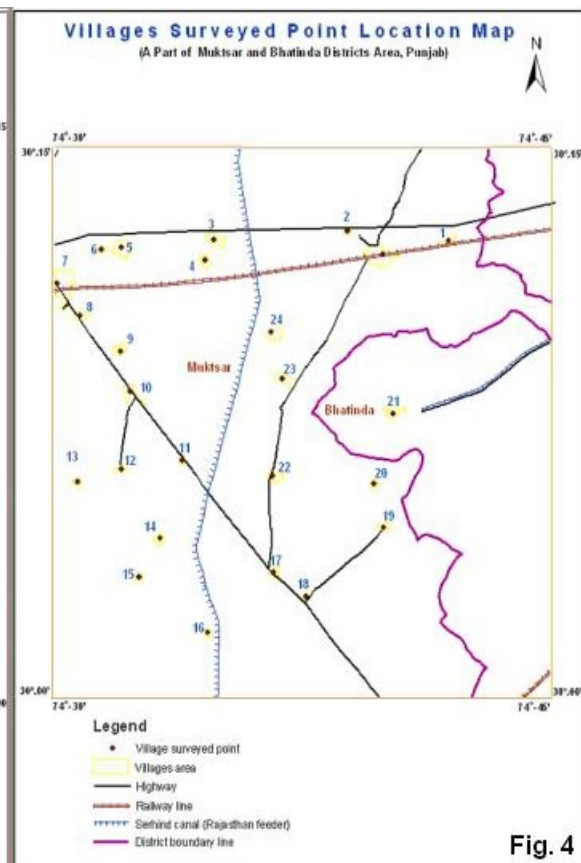 Villages Surveyed Point Location Map
(A Part of Muktsar and Bhatinda Districts Area, Punjab)
N
74°-30' 74°-45'
30°.15' 30°.15'
1
2
3
4
5
6
7
8
9
10
11
12
13
14
15
16
17
18
19
20
21
22
23
24
Muktsar
Bhatinda
30°.00' 30°.00'
74°-30' 74°-45'
Legend
Village surveyed point
Villages area
Highway
Railway line
Serhind canal (Rajasthan feeder)
District boundary line
Fig. 4